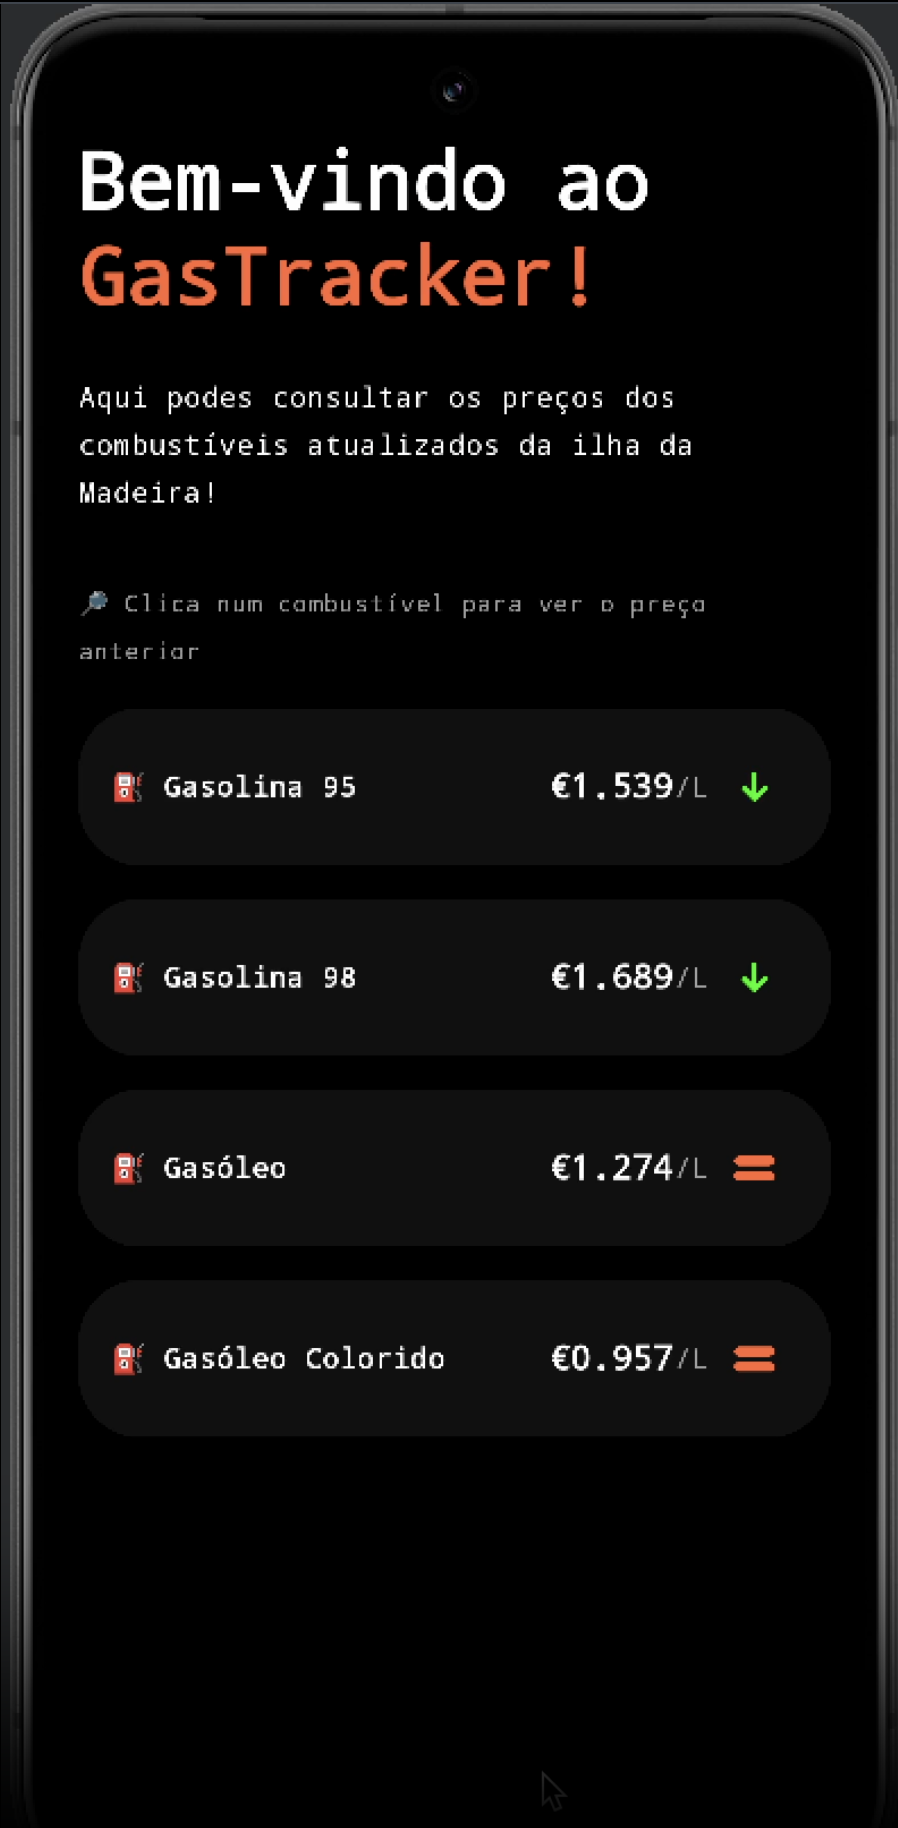 Bem-vindo ao
GasTracker!
Aqui podes consultar os preços dos
combustíveis atualizados da ilha da
Madeira!
🔎 Clica num combustível para ver o preço
anterior
⛽ Gasolina 95 €1.539/L ↓
⛽ Gasolina 98 €1.689/L ↓
⛽ Gasóleo €1.274/L =
⛽ Gasóleo Colorido €0.957/L =